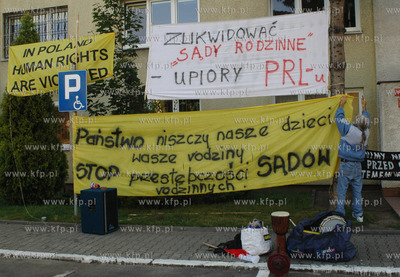 IN POLAND
HUMAN RIGHTS
ARE VIOLATED
ZLIKWIDOWAĆ
"SĄDY RODZINNE"
- UPIORY PRL-u
P
Państwo niszczy nasze dzieci
wasze rodziny.
STOP przestępczości SĄDÓW
rodzinnych!
www.kfp.pl